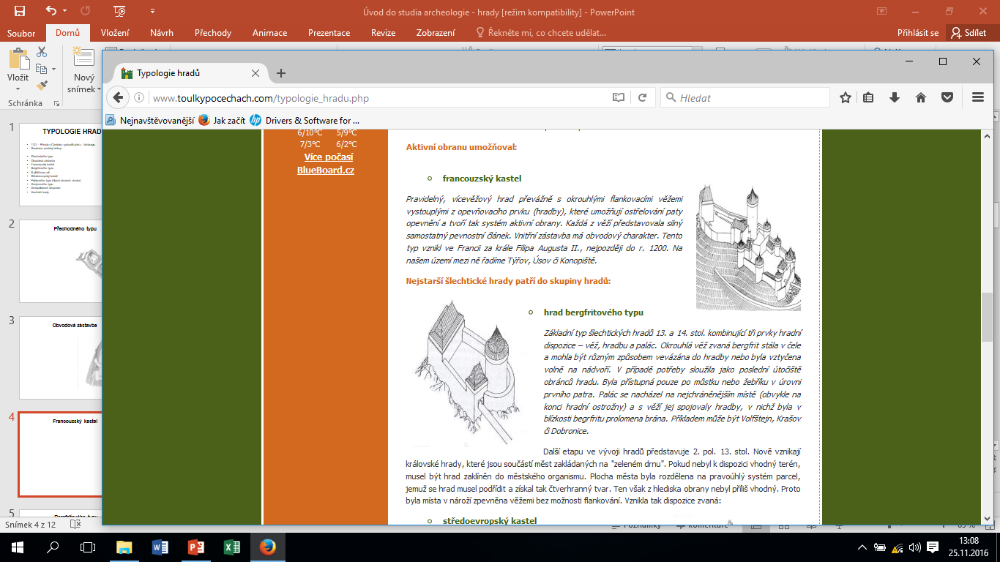 Úvod do studia archeologie - hrady [režim kompatibility] - PowerPoint
Soubor Domů Vložení Návrh Přechody Animace Prezentace Revize Zobrazení Řekněte mi, co chcete udělat... Přihlásit se Sdílet
Vložit
Nový
snímek
Schránka
Typologie hradů
www.toulkypocechach.com/typologie_hradu.php
Hledat
Nejnavštěvovanější Jak začít Drivers & Software for ...
1
TYPOLOGIE HRAD
2
Přechodného typu
3
Obvodová zástavba
4
Francouuzský kastel
5
6/10°C 5/9°C
7/3°C 6/2°C
Více počasí
BlueBoard.cz
Aktivní obranu umožňoval:
francouzský kastel
Pravidelný, vícevěžový hrad převážně s okrouhlými flankovacími věžemi
vystouplými z opevňovacího prvku (hradby), které umožňují ostřelování paty
opevnění a tvoří tak systém aktivní obrany. Každá z věží představovala silný
samostatný pevnostní článek. Vnitřní zástavba má obvodový charakter. Tento
typ vznikl ve Francii za krále Filipa Augusta II., nejpozději do r. 1200. Na
našem území mezi ně řadíme Týřov, Úsov či Konopiště.
Nejstarší šlechtické hrady patří do skupiny hradů:
hrad bergfritového typu
Základní typ šlechtických hradů 13. a 14. stol. kombinující tři prvky hradní
dispozice – věž, hradbu a palác. Okrouhlá věž zvaná bergfrit stála v čele
a mohla být různým způsobem vevázána do hradby nebo byla vztyčena
volně na nádvoří. V případě potřeby sloužila jako poslední útočiště
obránců hradu. Byla přístupná pouze po můstku nebo žebříku v úrovni
prvního patra. Palác se nacházel na nejchráněnějším místě (obvykle na
konci hradní ostrožny) a s věží jej spojovaly hradby, v nichž byla v
blízkosti begrfritu prolomena brána. Příkladem může být Volfštejn, Krašov
či Dobronice.
Další etapu ve vývoji hradů představuje 2. pol. 13. stol. Nově vznikají
královské hrady, které jsou součástí měst zakládaných na "zeleném drnu". Pokud nebyl k dispozici vhodný terén,
musel být hrad zaklíněn do městského organismu. Plocha města byla rozdělena na pravoúhlý systém parcel,
jemuž se hrad musel podřídit a získal tak čtverhranný tvar. Ten však z hlediska obrany nebyl příliš vhodný. Proto
byla místa v nároží zpevněna věžemi bez možnosti flankování. Vznikla tak dispozice zvaná:
středoevropský kastel
Snímek 4 z 12
13:08
25.11.2016